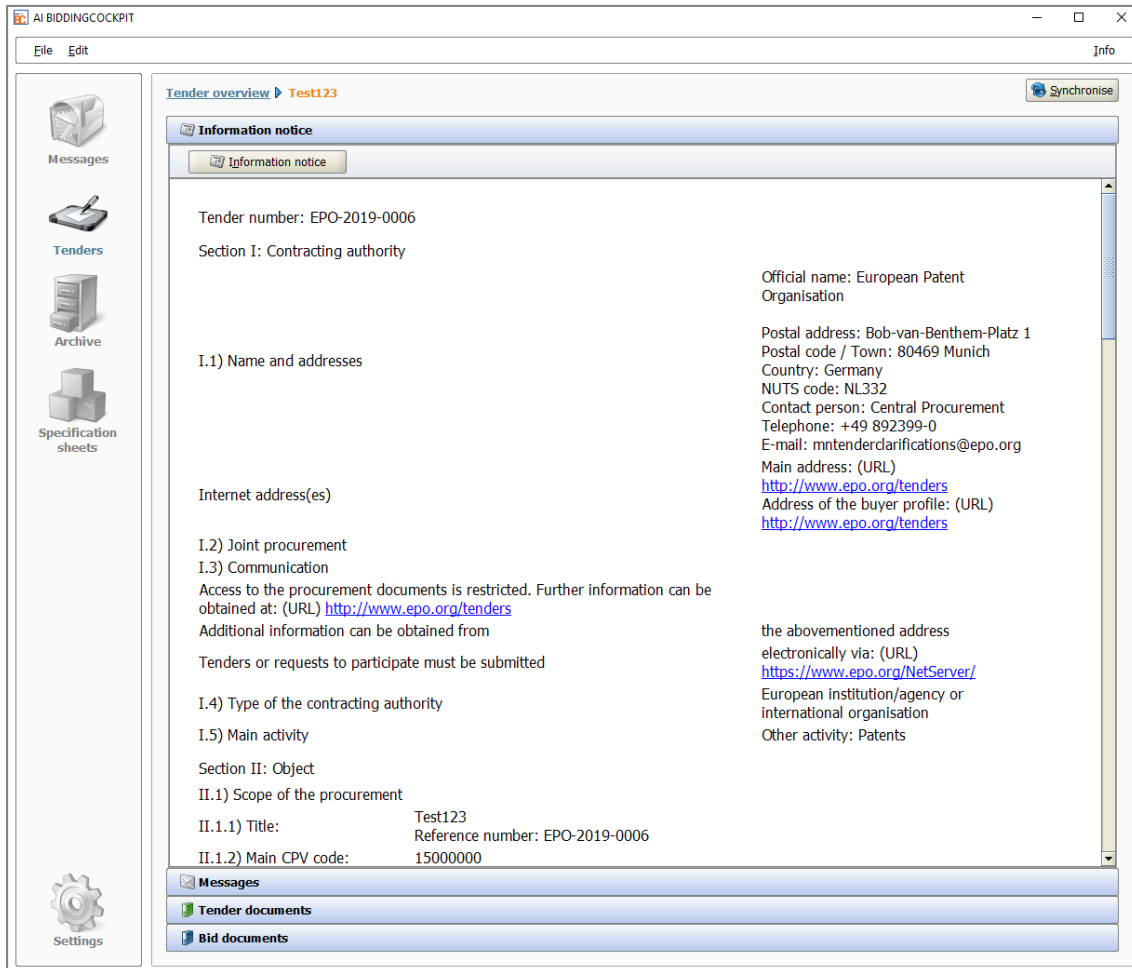 AI BIDDINGCOCKPIT
File Edit Info
Tender overview Test123 Synchronise
Messages
Tenders
Archive
Specification
sheets
Settings
Information notice
Information notice
Tender number: EPO-2019-0006
Section I: Contracting authority
I.1) Name and addresses
Official name: European Patent
Organisation
Postal address: Bob-van-Benthem-Platz 1
Postal code / Town: 80469 Munich
Country: Germany
NUTS code: NL332
Contact person: Central Procurement
Telephone: +49 892399-0
E-mail: mntenderclarifications@epo.org
Internet address(es)
Main address: (URL)
http://www.epo.org/tenders
Address of the buyer profile: (URL)
http://www.epo.org/tenders
I.2) Joint procurement
I.3) Communication
Access to the procurement documents is restricted. Further information can be
obtained at: (URL) http://www.epo.org/tenders
Additional information can be obtained from the abovementioned address
Tenders or requests to participate must be submitted
electronically via: (URL)
https://www.epo.org/NetServer/
I.4) Type of the contracting authority
European institution/agency or
international organisation
I.5) Main activity Other activity: Patents
Section II: Object
II.1) Scope of the procurement
II.1.1) Title:
Test123
Reference number: EPO-2019-0006
II.1.2) Main CPV code: 15000000
Messages
Tender documents
Bid documents